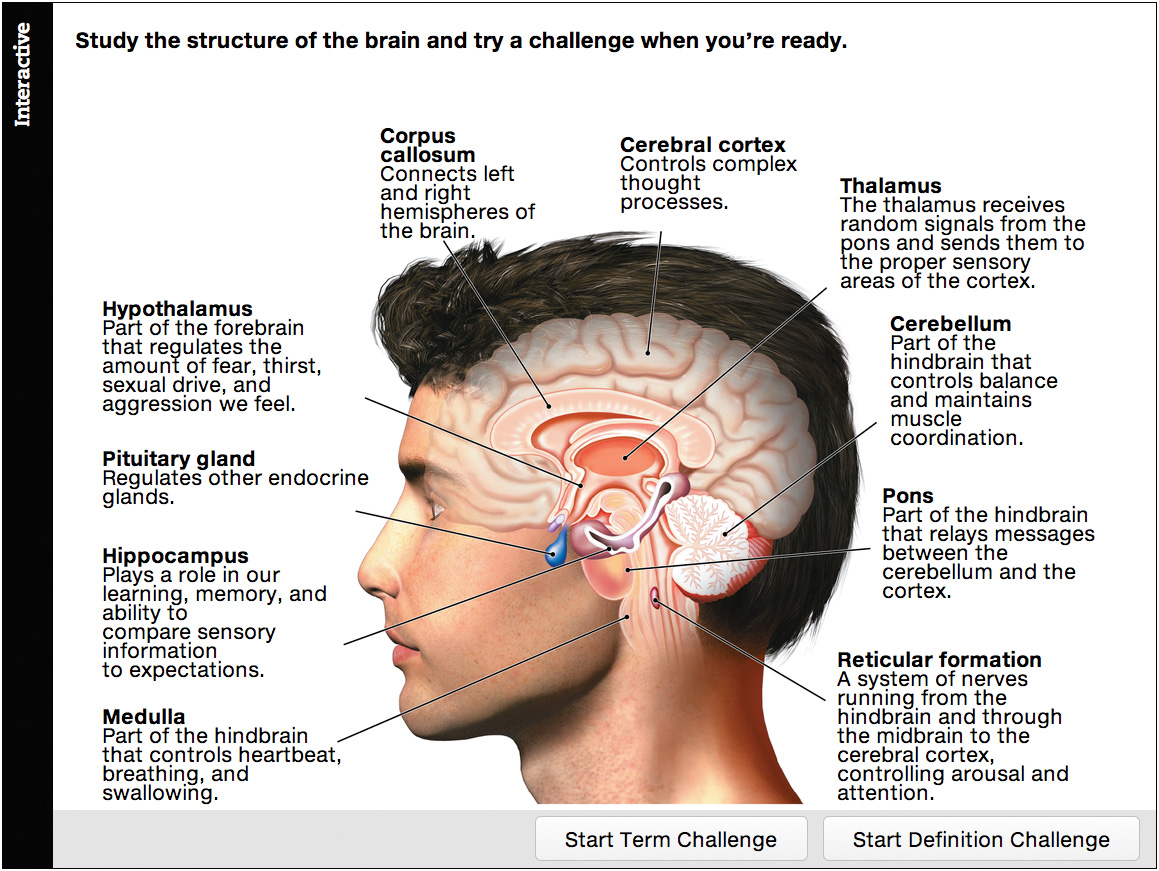 Interactive
Study the structure of the brain and try a challenge when you're ready.
Corpus
callosum
Connects left
and right
hemispheres of
the brain.
Cerebral cortex
Controls complex
thought
processes.
Thalamus
The thalamus receives
random signals from the
pons and sends them to
the proper sensory
areas of the cortex.
Hypothalamus
Part of the forebrain
that regulates the
amount of fear, thirst,
sexual drive, and
aggression we feel.
Cerebellum
Part of the
hindbrain that
controls balance
and maintains
muscle
coordination.
Pituitary gland
Regulates other endocrine
glands.
Pons
Part of the hindbrain
that relays messages
between the
cerebellum and the
cortex.
Hippocampus
Plays a role in our
learning, memory, and
ability to
compare sensory
information
to expectations.
Reticular formation
A system of nerves
running from the
hindbrain and through
the midbrain to the
cerebral cortex,
controlling arousal and
attention.
Medulla
Part of the hindbrain
that controls heartbeat,
breathing, and
swallowing.
Start Term Challenge
Start Definition Challenge